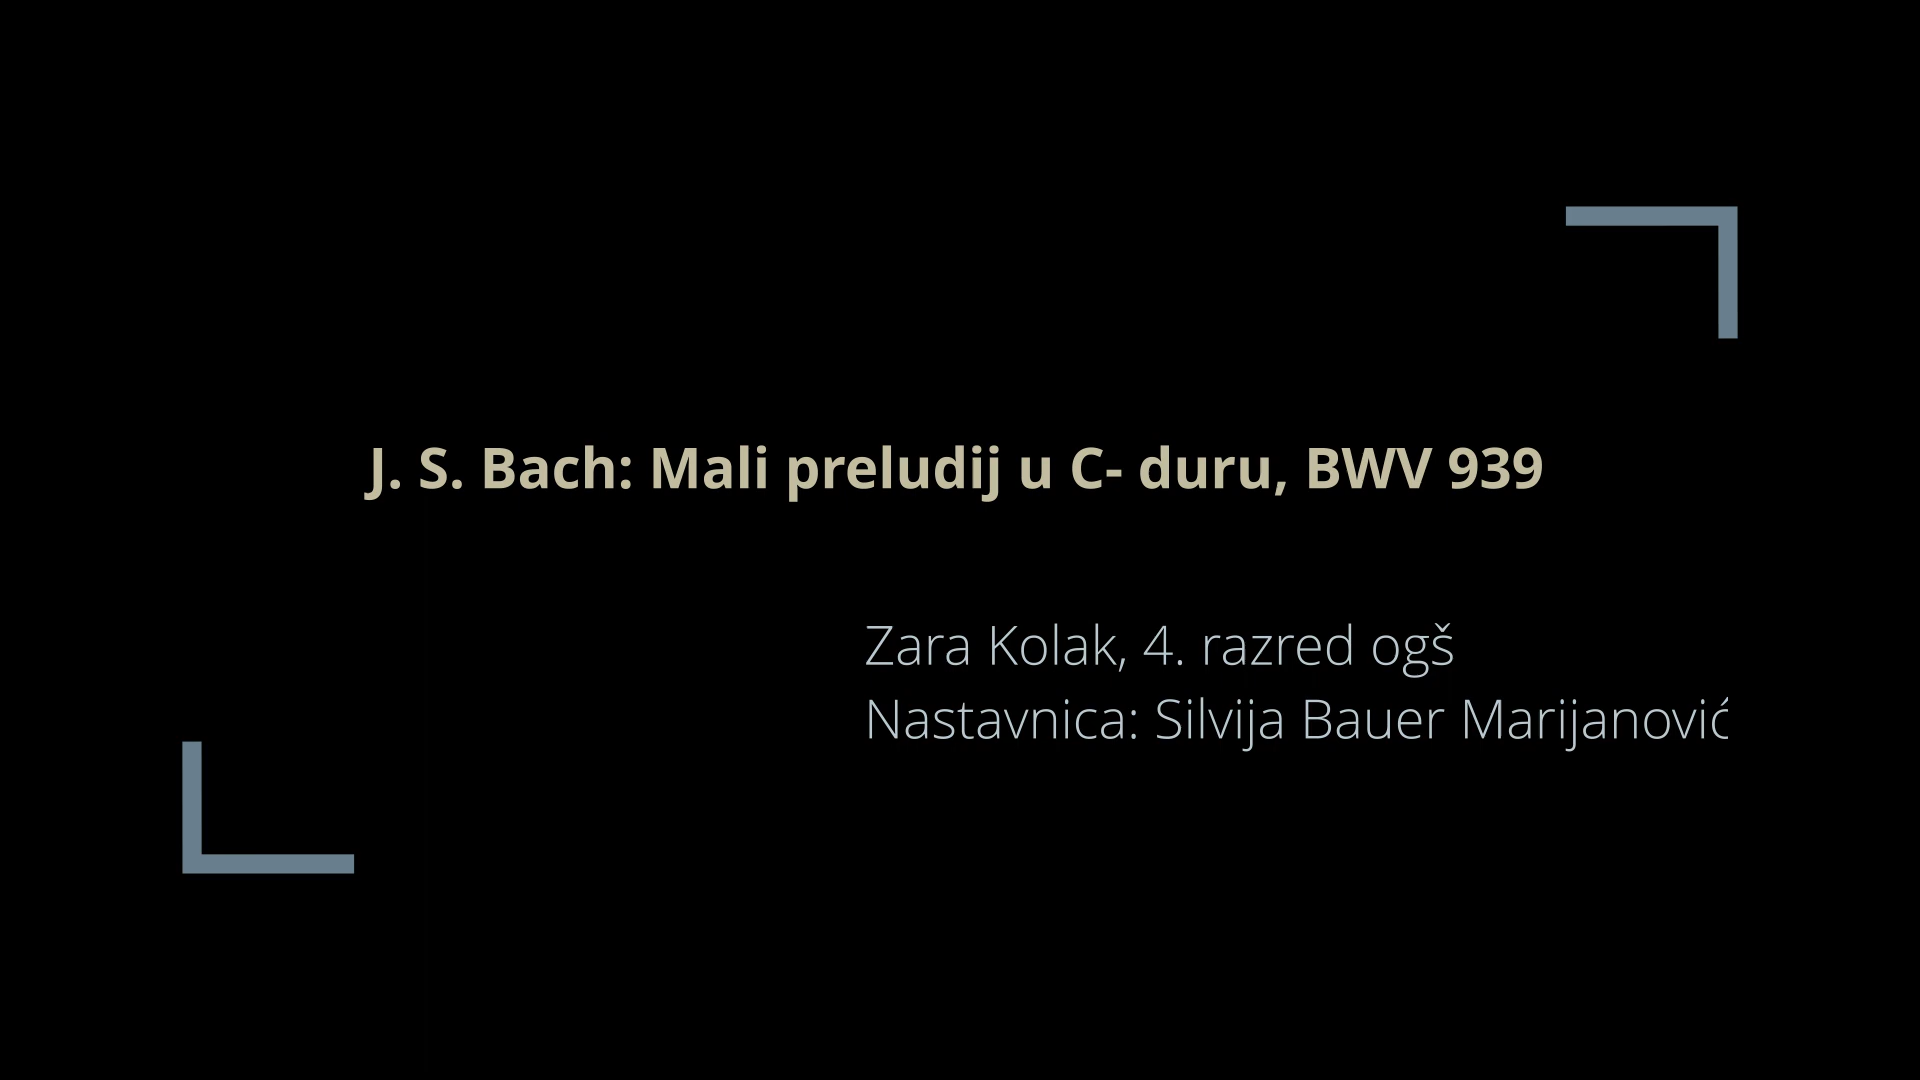 J. S. Bach: Mali preludij u C- duru, BWV 939
Zara Kolak, 4. razred ogš
Nastavnica: Silvija Bauer Marijanović